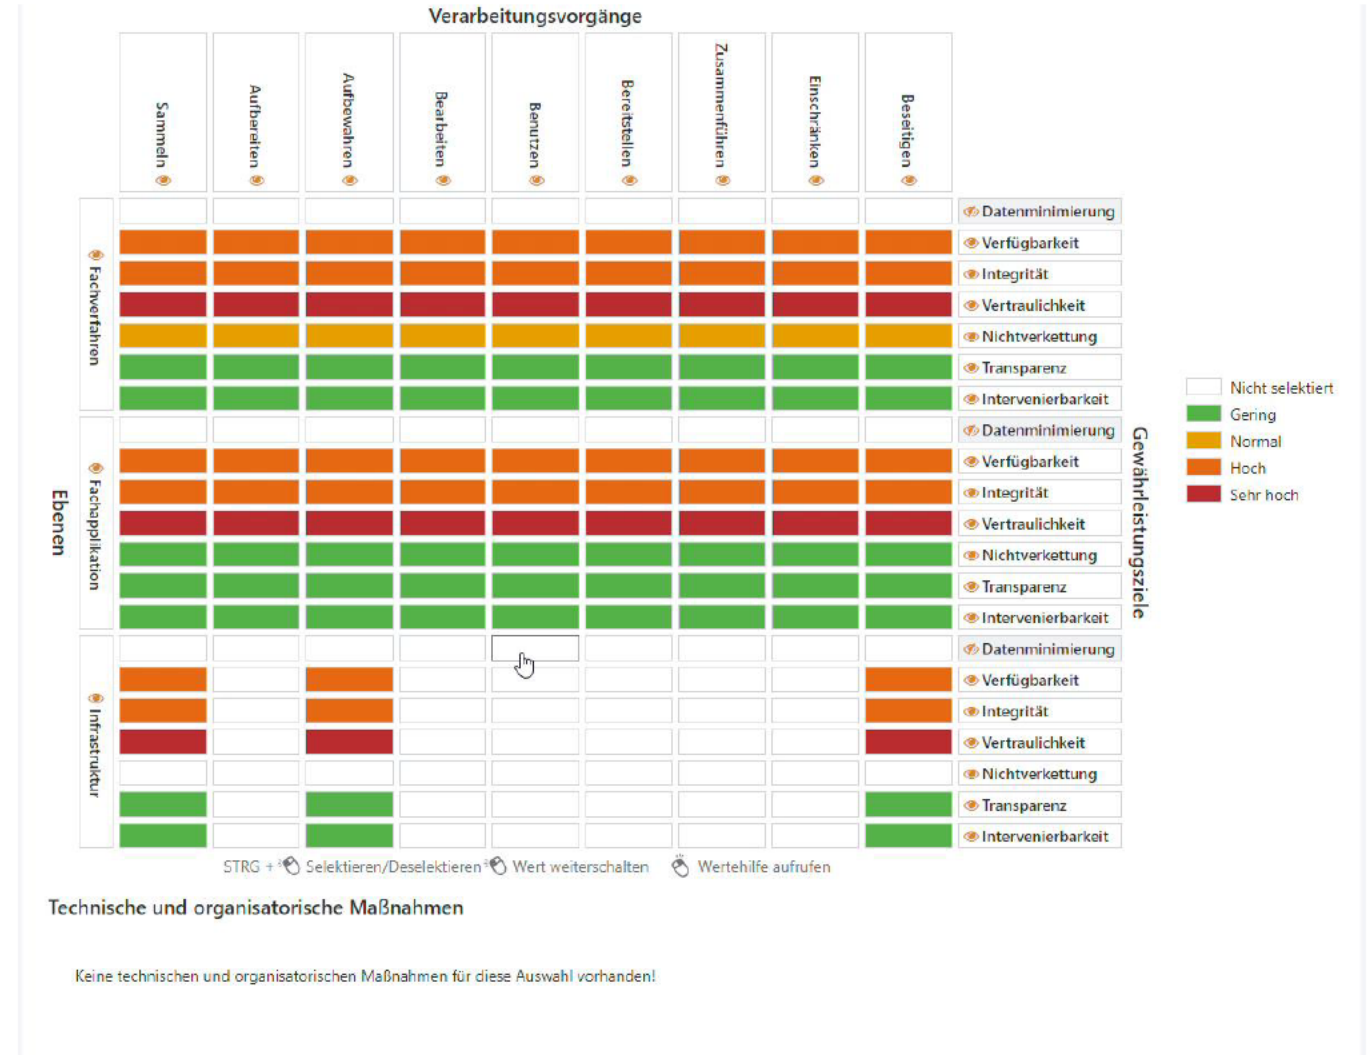 Verarbeitungsvorgänge
Sammeln
Aufbereiten
Aufbewahren
Bearbeiten
Benutzen
Bereitstellen
Zusammenführen
Einschränken
Beseitigen
Ebenen
Fachverfahren
Datenminimierung
Verfügbarkeit
Integrität
Vertraulichkeit
Nichtverkettung
Transparenz
Intervenierbarkeit
Fachapplikation
Datenminimierung
Verfügbarkeit
Integrität
Vertraulichkeit
Nichtverkettung
Transparenz
Intervenierbarkeit
Infrastruktur
Datenminimierung
Verfügbarkeit
Integrität
Vertraulichkeit
Nichtverkettung
Transparenz
Intervenierbarkeit
Gewährleistungsziele
Nicht selektiert
Gering
Normal
Hoch
Sehr hoch
STRG + Selektieren/Deselektieren Wert weiterschalten Wertehilfe aufrufen
Technische und organisatorische Maßnahmen
Keine technischen und organisatorischen Maßnahmen für diese Auswahl vorhanden!